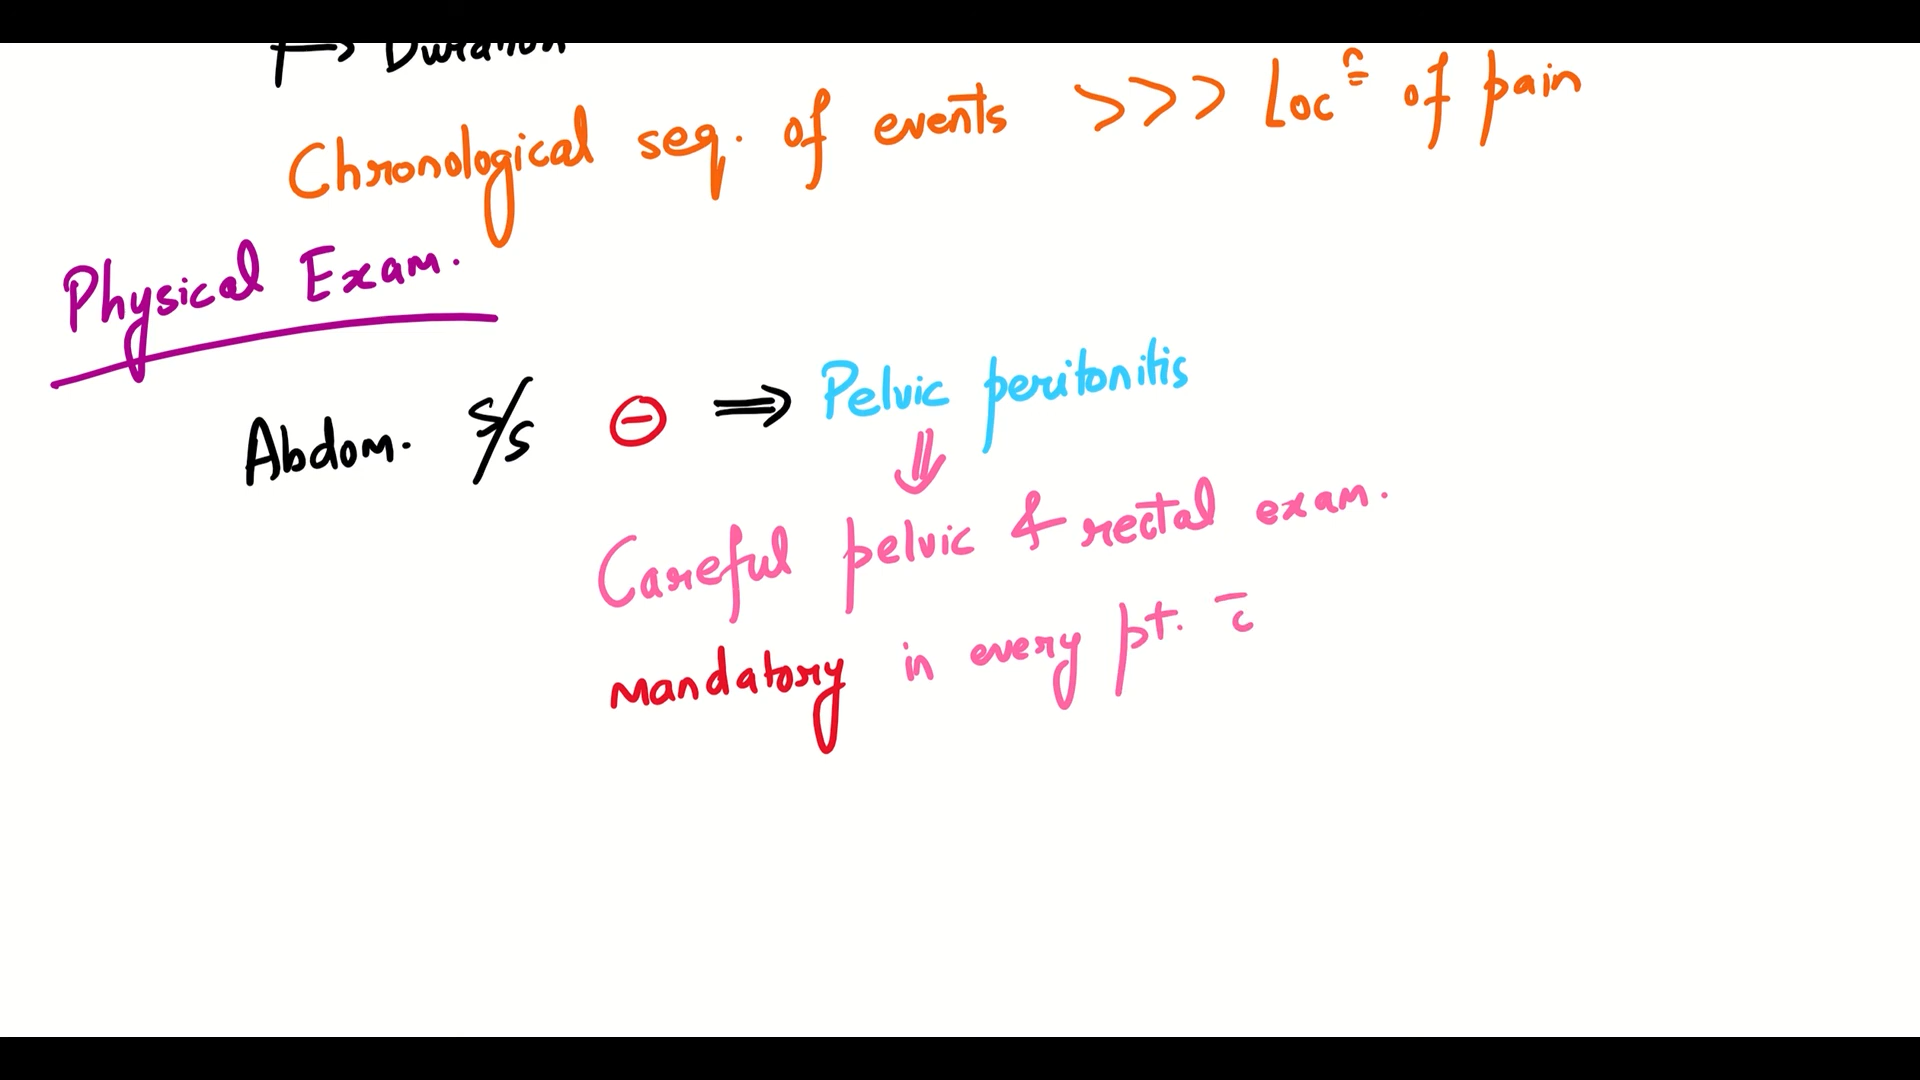 ↳ Duration
Chronological seq. of events >>> Locⁿ of pain
Physical Exam.
Abdom. s/s ⊖ ⇒ Pelvic peritonitis
⇓
Careful pelvic & rectal exam.
mandatory in every pt. c̄